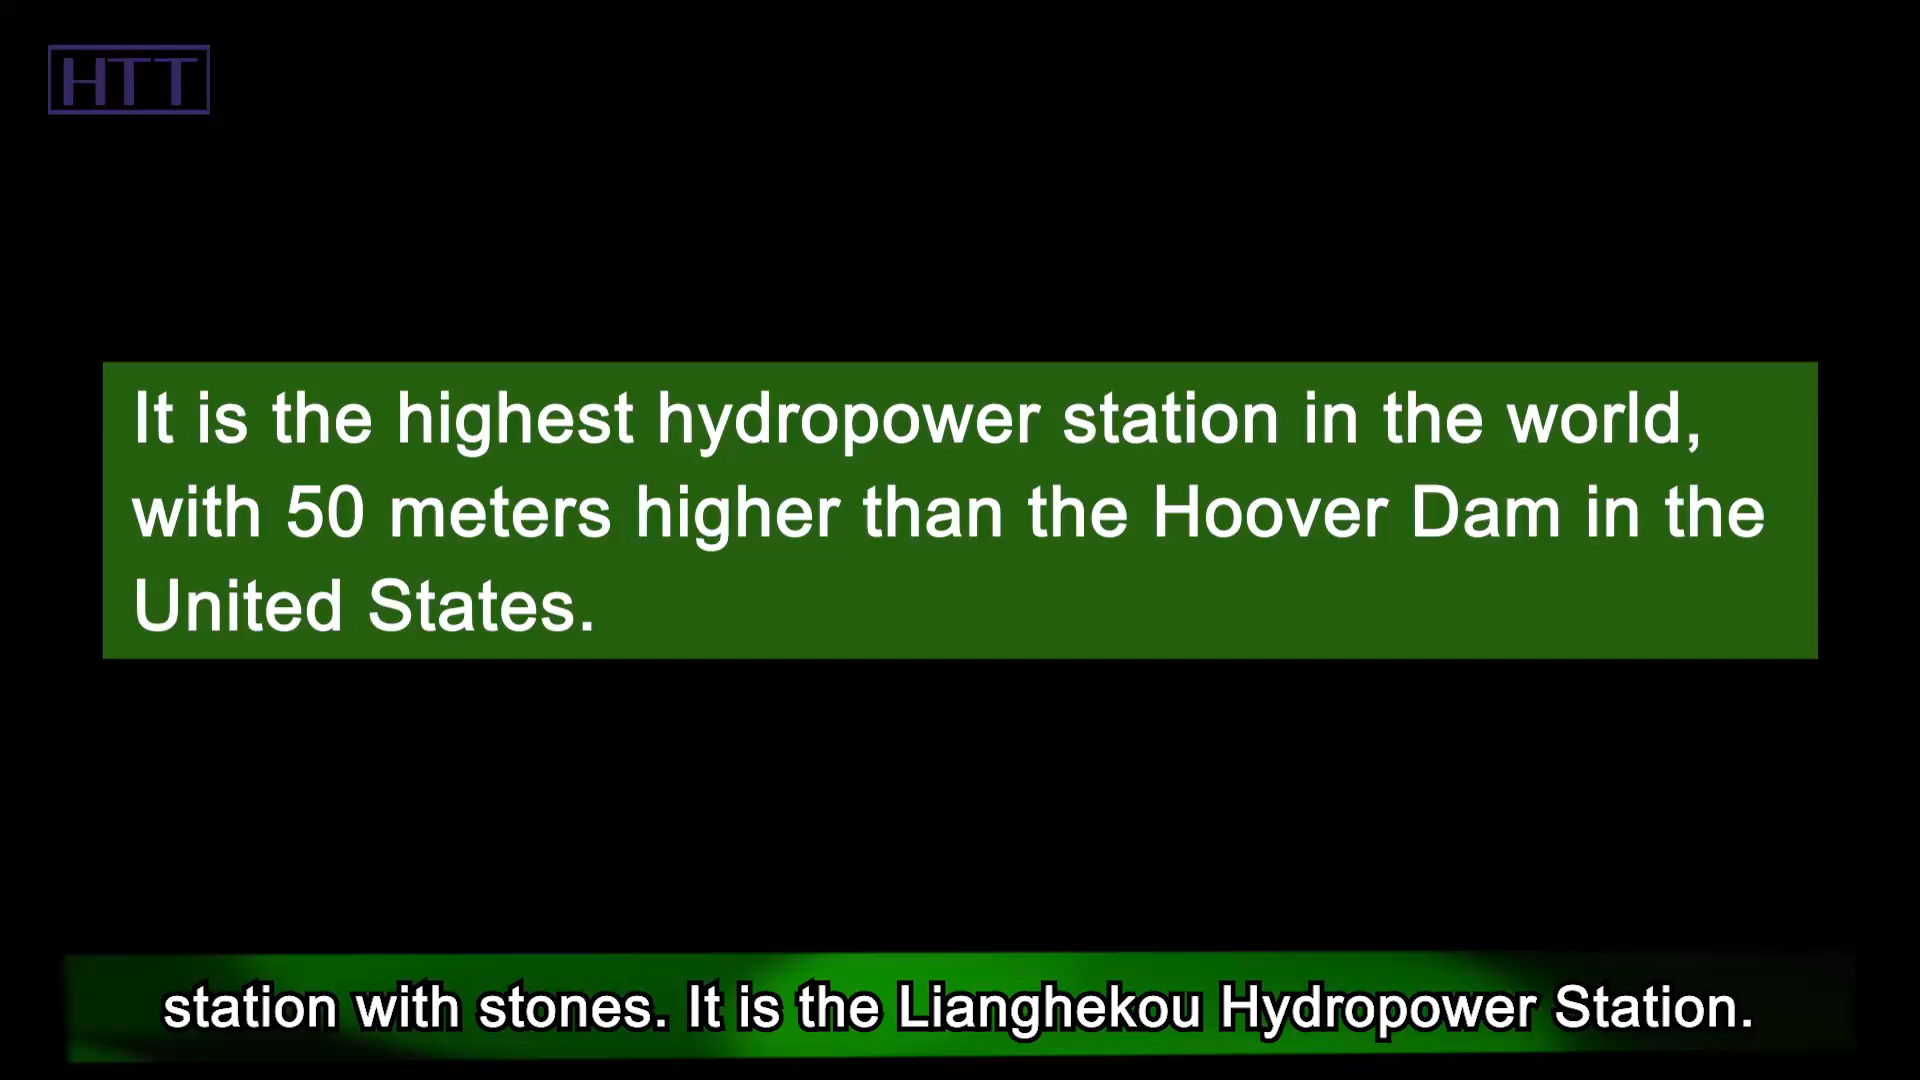 HTT
It is the highest hydropower station in the world,
with 50 meters higher than the Hoover Dam in the
United States.
station with stones. It is the Lianghekou Hydropower Station.